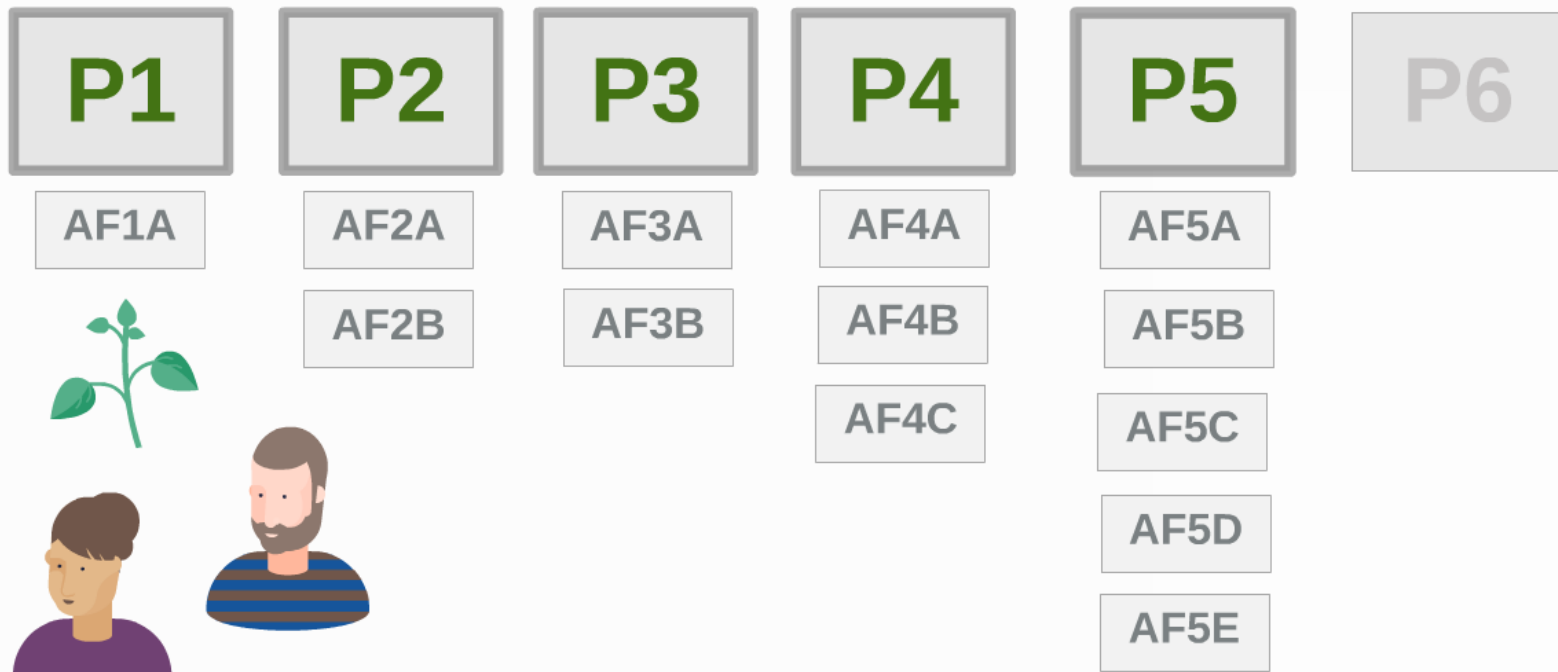 P1 P2 P3 P4 P5 P6
AF1A AF2A AF3A AF4A AF5A
AF2B AF3B AF4B AF5B
AF4C AF5C
AF5D
AF5E